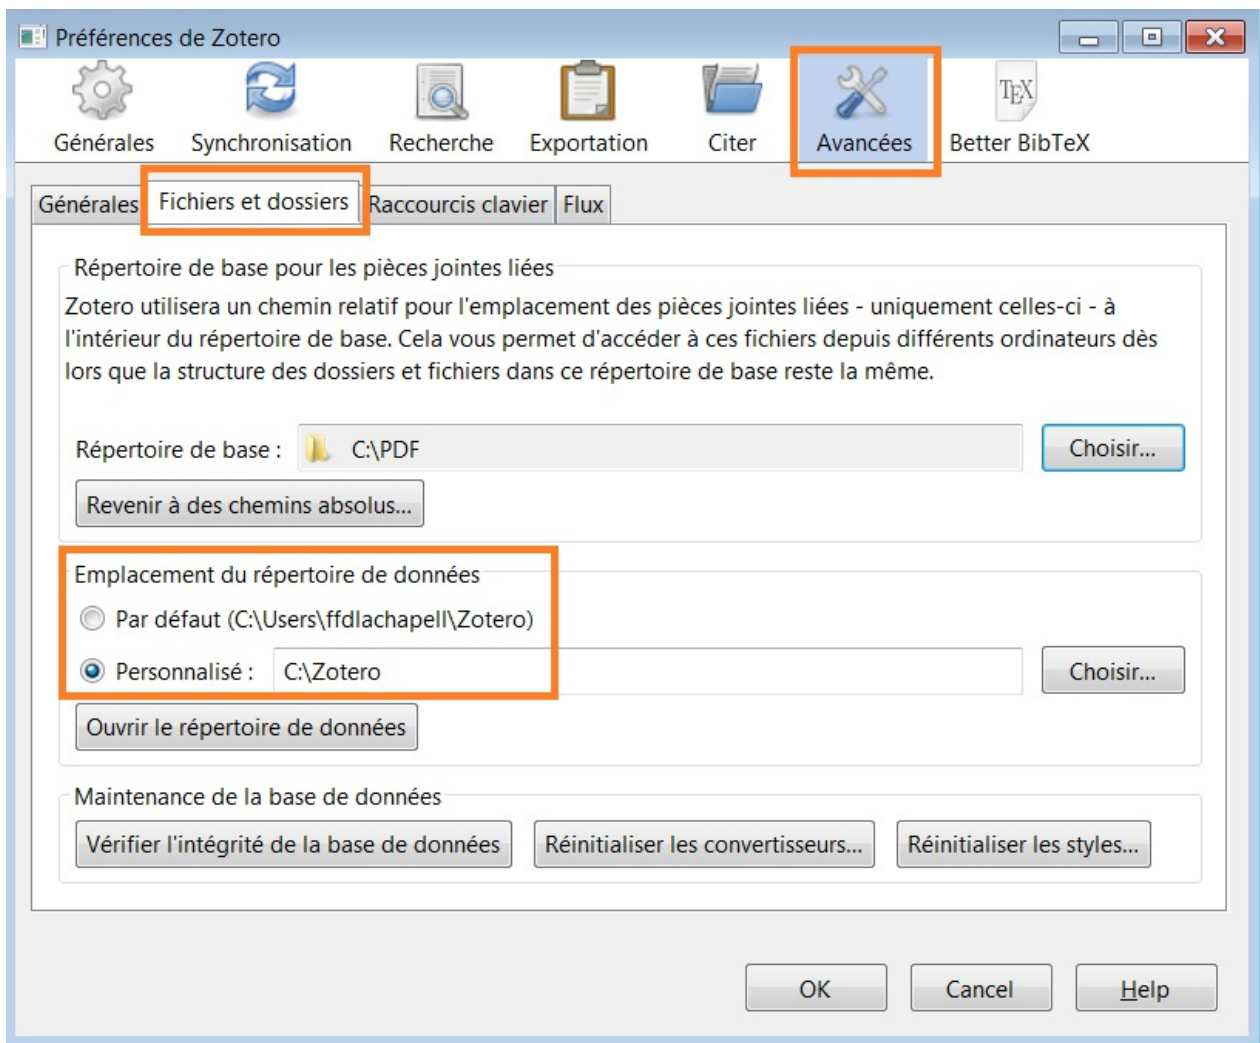 Préférences de Zotero
Générales Synchronisation Recherche Exportation Citer Avancées TEX Better BibTeX
Générales Fichiers et dossiers Raccourcis clavier Flux
Répertoire de base pour les pièces jointes liées
Zotero utilisera un chemin relatif pour l'emplacement des pièces jointes liées - uniquement celles-ci - à
l'intérieur du répertoire de base. Cela vous permet d'accéder à ces fichiers depuis différents ordinateurs dès
lors que la structure des dossiers et fichiers dans ce répertoire de base reste la même.
Répertoire de base : C:\PDF Choisir...
Revenir à des chemins absolus...
Emplacement du répertoire de données
Par défaut (C:\Users\ffdlachapell\Zotero)
Personnalisé : C:\Zotero Choisir...
Ouvrir le répertoire de données
Maintenance de la base de données
Vérifier l'intégrité de la base de données Réinitialiser les convertisseurs... Réinitialiser les styles...
OK Cancel Help